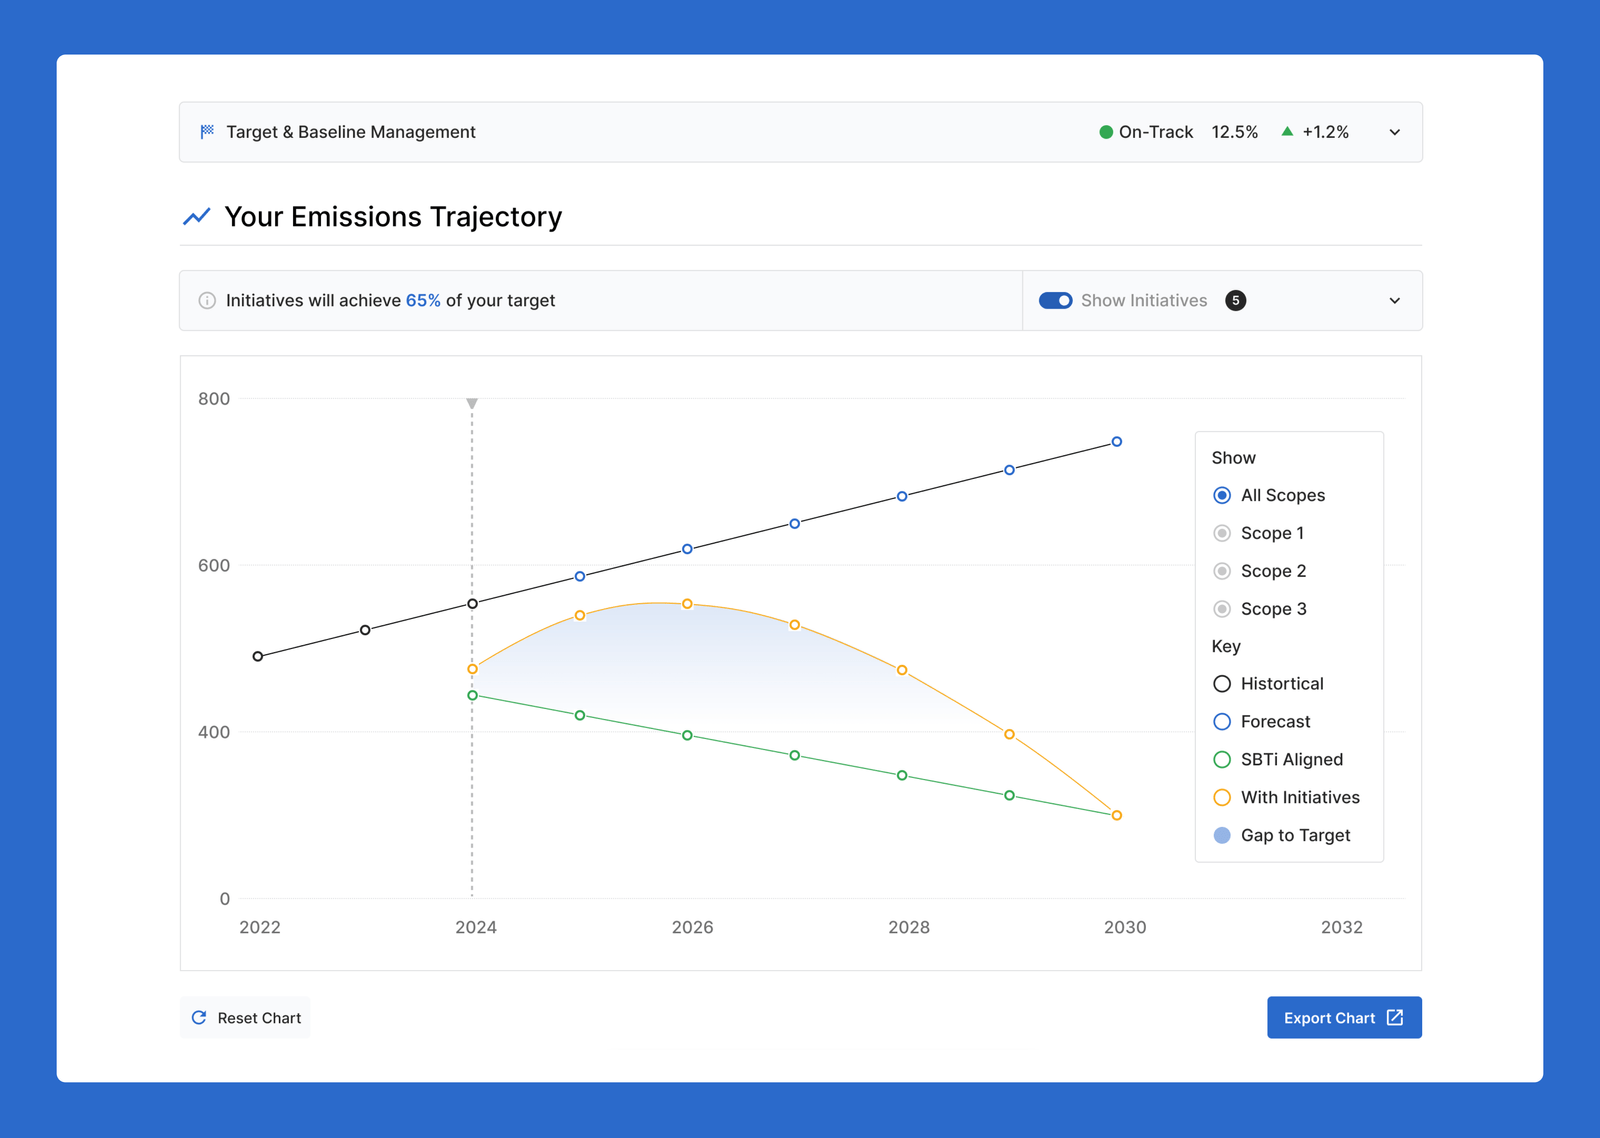 Target & Baseline Management
On-Track 12.5% +1.2%
Your Emissions Trajectory
Initiatives will achieve 65% of your target
Show Initiatives 5
800
600
400
0
2022 2024 2026 2028 2030 2032
Show
All Scopes
Scope 1
Scope 2
Scope 3
Key
Histortical
Forecast
SBTi Aligned
With Initiatives
Gap to Target
Reset Chart
Export Chart